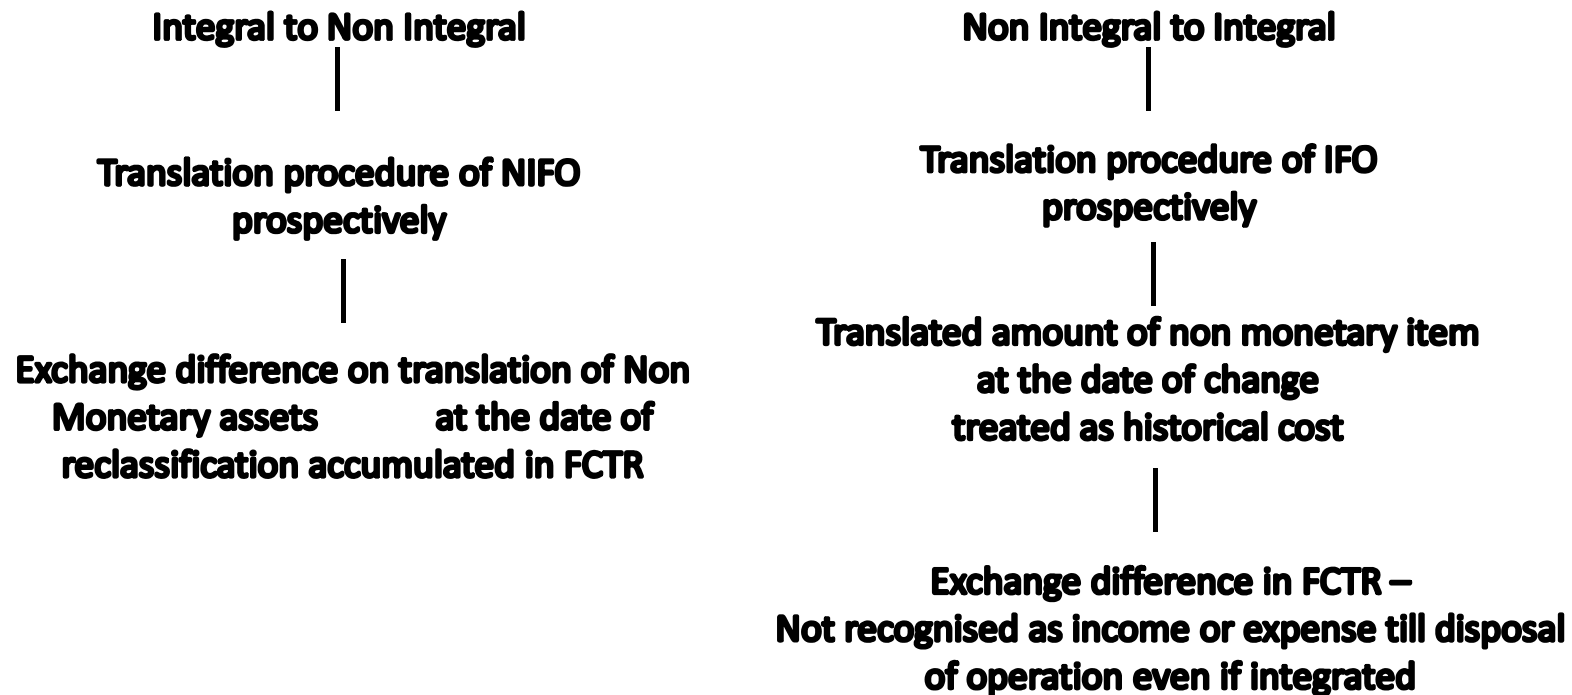 Integral to Non Integral
Translation procedure of NIFO
prospectively
Exchange difference on translation of Non
Monetary assets at the date of
reclassification accumulated in FCTR
Non Integral to Integral
Translation procedure of IFO
prospectively
Translated amount of non monetary item
at the date of change
treated as historical cost
Exchange difference in FCTR –
Not recognised as income or expense till disposal
of operation even if integrated